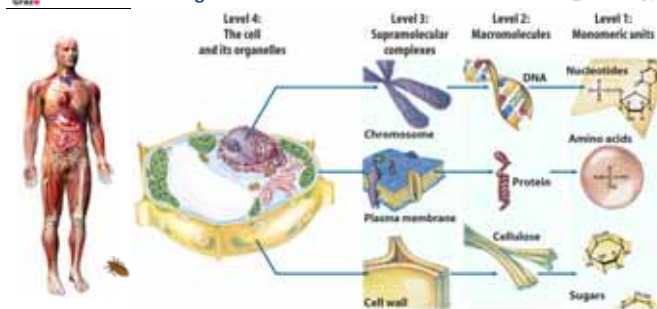 Graz
Level 4:
The cell
and its organelles
Level 3:
Supramolecular
complexes
Level 2:
Macromolecules
Level 1:
Monomeric units
DNA
Nucleotides
Chromosome
Amino acids
Protein
Plasma membrane
Cellulose
Cell wall
Sugars